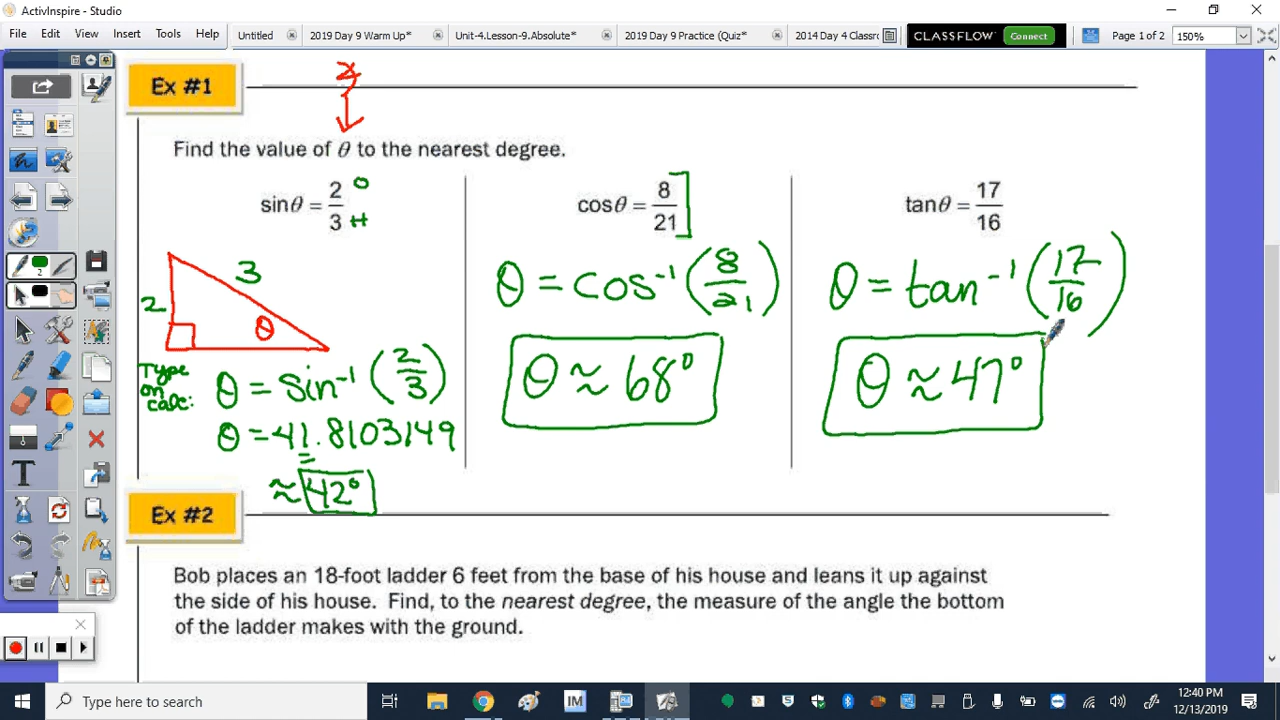 ActivInspire - Studio
File Edit View Insert Tools Help
Untitled
2019 Day 9 Warm Up*
Unit-4.Lesson-9.Absolute*
2019 Day 9 Practice (Quiz*
2014 Day 4 Classro
CLASSFLOW Connect
Page 1 of 2
150%
Ex #1
Find the value of θ to the nearest degree.
sinθ = 2/3 O H
3
2
θ
Type on calc:
θ = sin⁻¹ (2/3)
θ = 41.8103149
≈ 42°
cosθ = 8/21
θ = cos⁻¹ (8/21)
θ ≈ 68°
tanθ = 17/16
θ = tan⁻¹ (17/16)
θ ≈ 47°
Ex #2
Bob places an 18-foot ladder 6 feet from the base of his house and leans it up against
the side of his house. Find, to the nearest degree, the measure of the angle the bottom
of the ladder makes with the ground.
2
T
Type here to search
IM
12:40 PM
12/13/2019